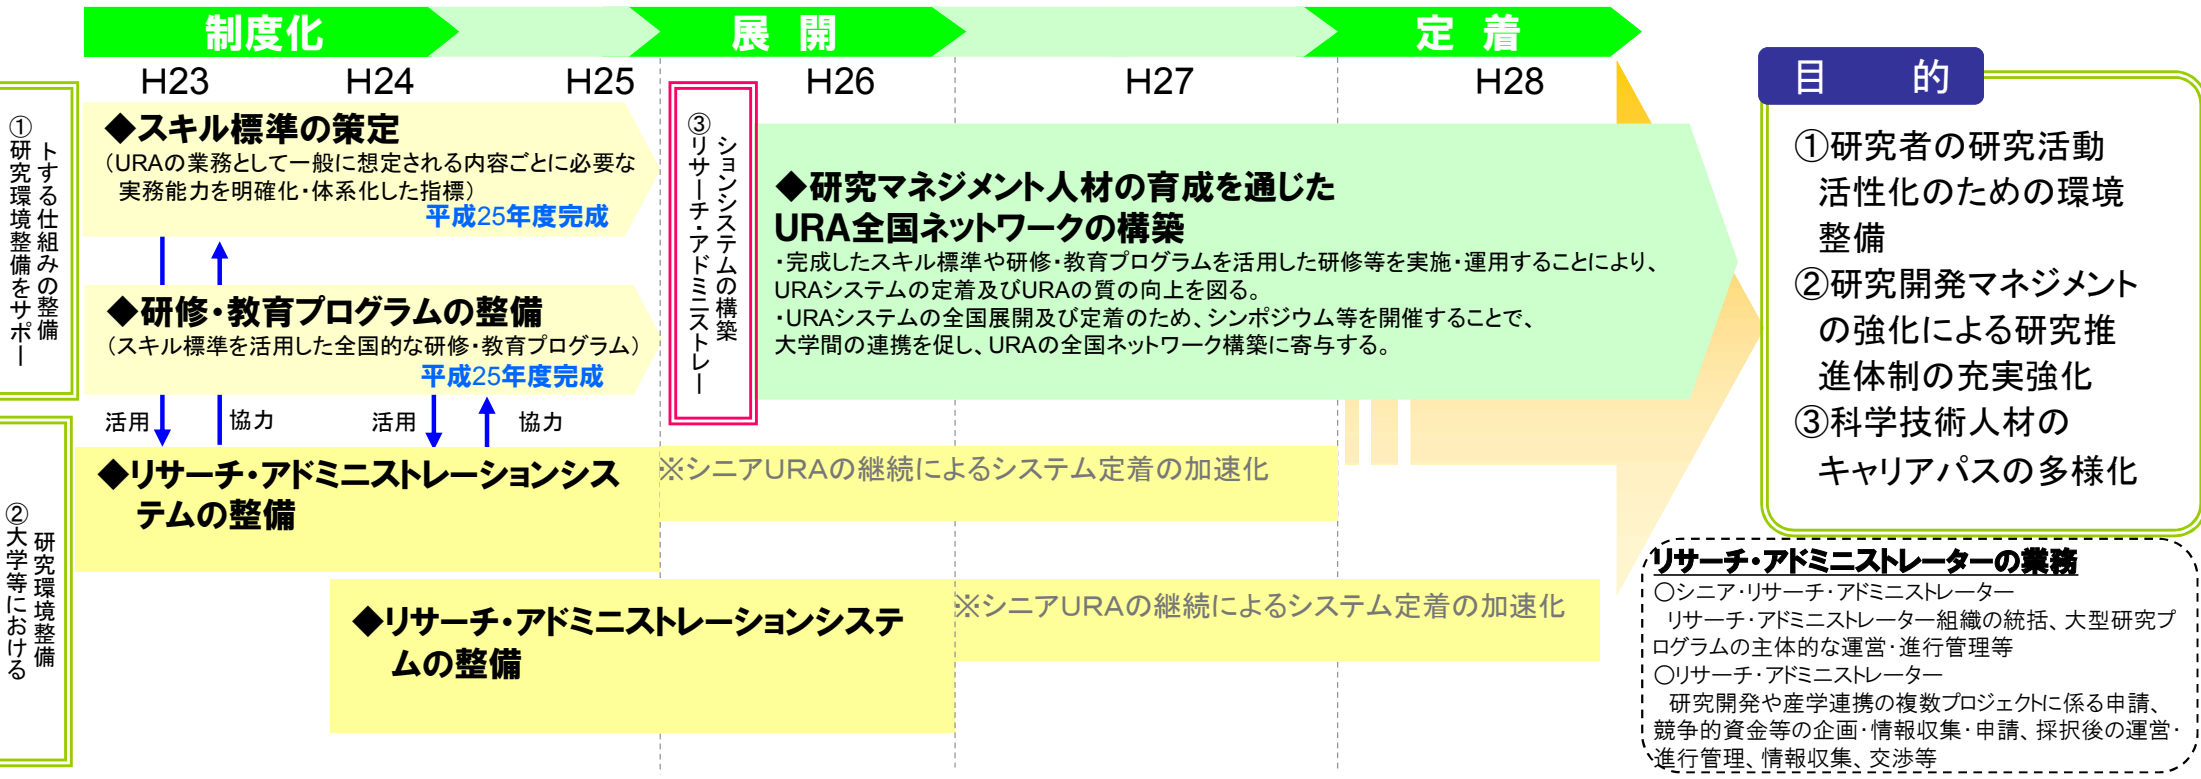 制度化
展 開
定 着
H23
H24
H25
H26
H27
H28
①研究環境整備をサポー
トする仕組みの整備
◆スキル標準の策定
（URAの業務として一般に想定される内容ごとに必要な
実務能力を明確化・体系化した指標）
平成25年度完成
◆研修・教育プログラムの整備
（スキル標準を活用した全国的な研修・教育プログラム）
平成25年度完成
活用
協力
活用
協力
③リサーチ・アドミニストレー
ションシステムの構築
◆研究マネジメント人材の育成を通じた
URA全国ネットワークの構築
・完成したスキル標準や研修・教育プログラムを活用した研修等を実施・運用することにより、
URAシステムの定着及びURAの質の向上を図る。
・URAシステムの全国展開及び定着のため、シンポジウム等を開催することで、
大学間の連携を促し、URAの全国ネットワーク構築に寄与する。
②大学等における
研究環境整備
◆リサーチ・アドミニストレーションシス
テムの整備
※シニアURAの継続によるシステム定着の加速化
◆リサーチ・アドミニストレーションシステ
ムの整備
※シニアURAの継続によるシステム定着の加速化
目 的
①研究者の研究活動
活性化のための環境
整備
②研究開発マネジメント
の強化による研究推
進体制の充実強化
③科学技術人材の
キャリアパスの多様化
リサーチ・アドミニストレーターの業務
○シニア・リサーチ・アドミニストレーター
リサーチ・アドミニストレーター組織の統括、大型研究プ
ログラムの主体的な運営・進行管理等
○リサーチ・アドミニストレーター
研究開発や産学連携の複数プロジェクトに係る申請、
競争的資金等の企画・情報収集・申請、採択後の運営・
進行管理、情報収集、交渉等